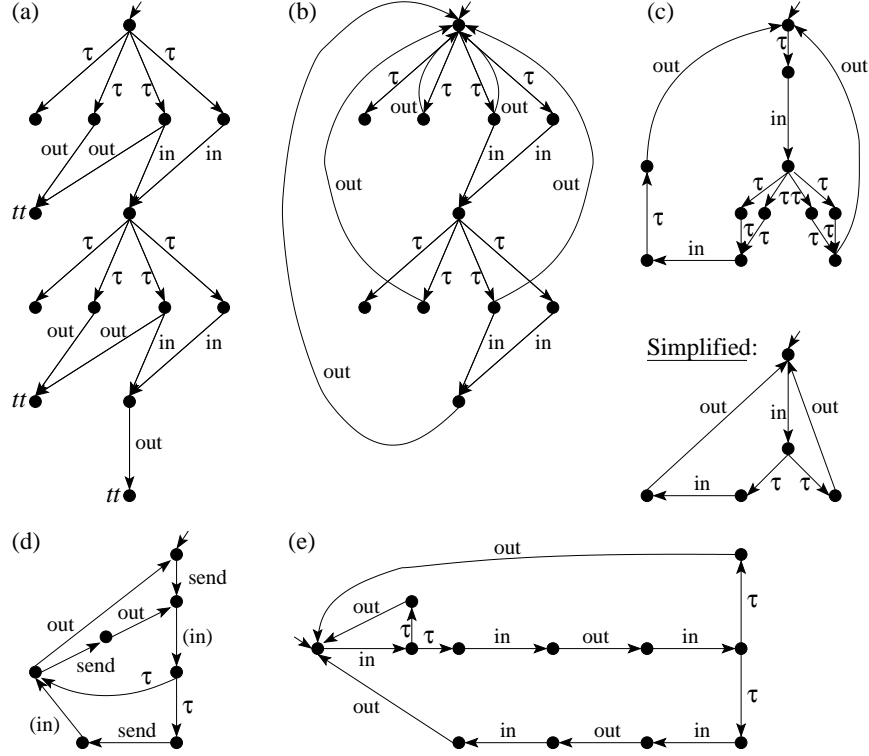 (a)
τ
τ
τ
τ
out
out
in
in
tt
τ
τ
τ
τ
out
out
in
in
tt
out
tt
(b)
τ
τ
τ
τ
out
out
in
in
out
out
τ
τ
τ
τ
in
in
out
(c)
τ
out
out
in
τ
τ
τ
τ
τ
τ
τ
τ
τ
in
Simplified:
out
in
out
τ
τ
in
(d)
send
out
out
(in)
send
τ
τ
(in)
send
(e)
out
out
τ
τ
in
in
out
in
τ
τ
out
in
out
in